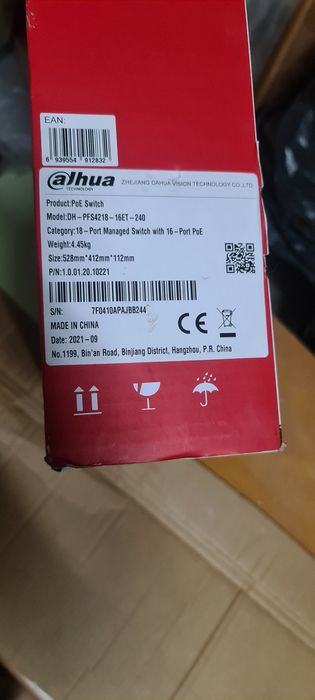 EAN:
6 939554 912832
alhua
TECHNOLOGY
ZHEJIANG DAHUA VISION TECHNOLOGY CO.,LTD
Product:PoE Switch
Model:DH-PFS4218-16ET-240
Category:18-Port Managed Switch with 16-Port PoE
Weight:4.45kg
Size:528mm*412mm*112mm
P/N:1.0.01.20.10221
S/N: 7F0410APAJBB244
MADE IN CHINA
CE
Date: 2021-09
No.1199, Bin'an Road, Binjiang District, Hangzhou, P.R. China